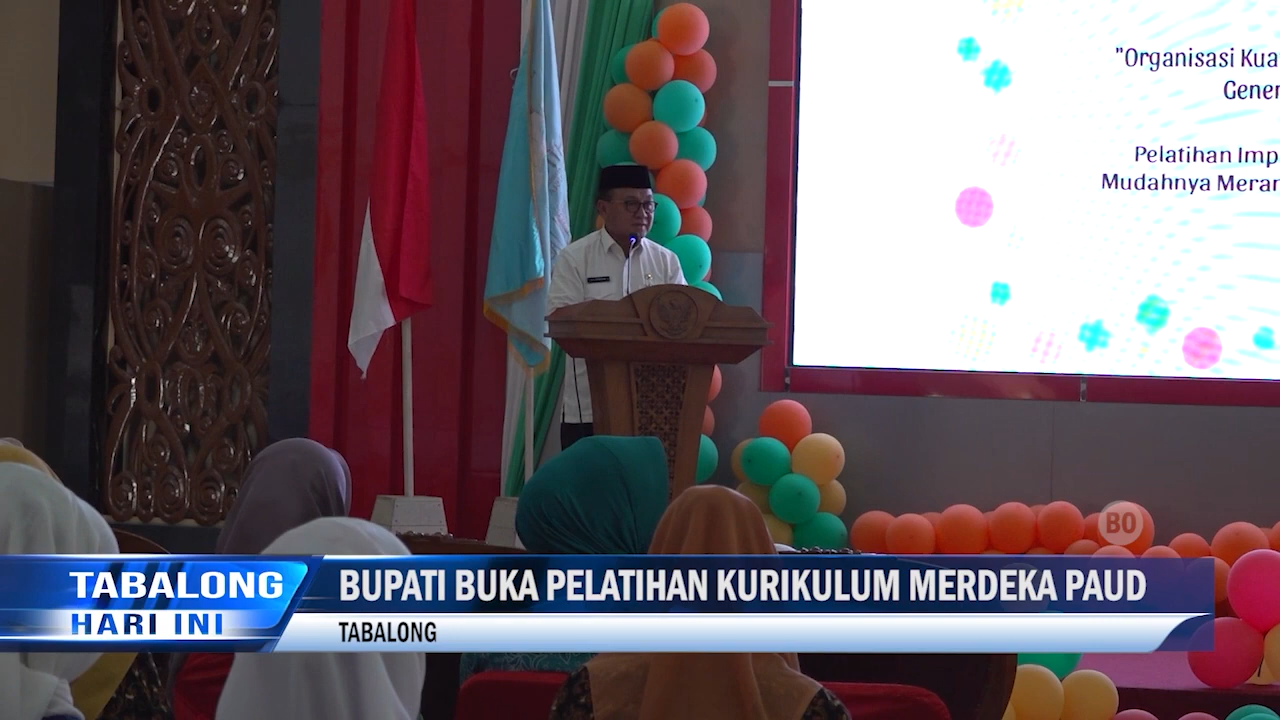 "Organisasi Kua
Gener
Pelatihan Imp
Mudahnya Meran
BO
TABALONG
HARI INI
BUPATI BUKA PELATIHAN KURIKULUM MERDEKA PAUD
TABALONG